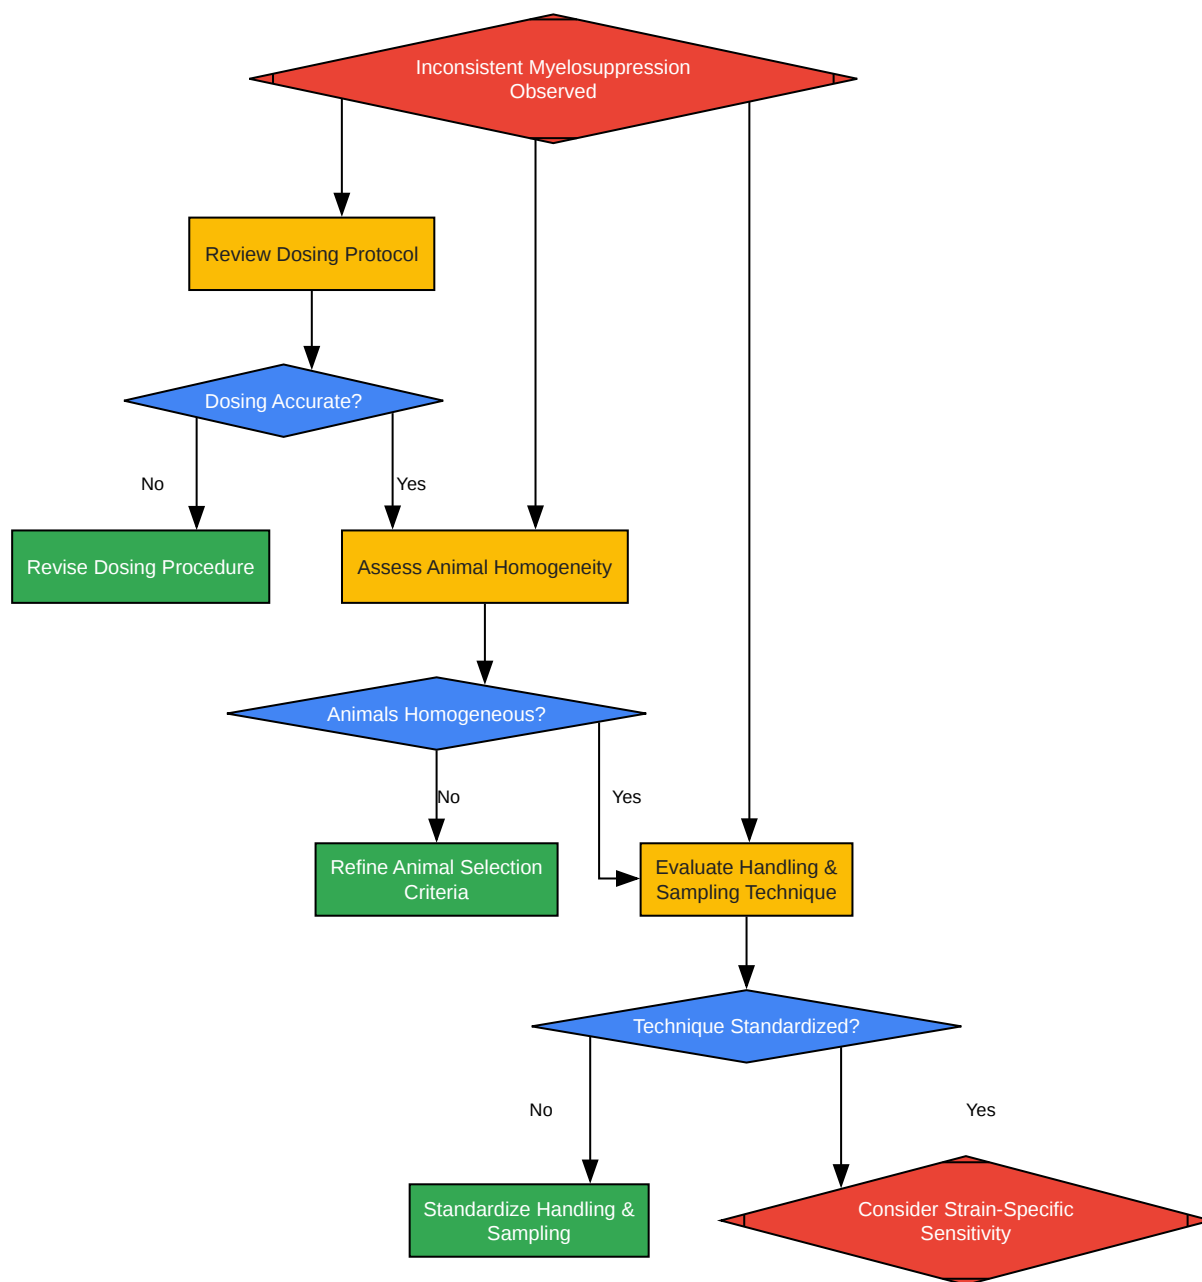 Inconsistent Myelosuppression
Observed
Review Dosing Protocol
Dosing Accurate?
No
Yes
Revise Dosing Procedure
Assess Animal Homogeneity
Animals Homogeneous?
No
Yes
Refine Animal Selection
Criteria
Evaluate Handling &
Sampling Technique
Technique Standardized?
No
Yes
Standardize Handling &
Sampling
Consider Strain-Specific
Sensitivity